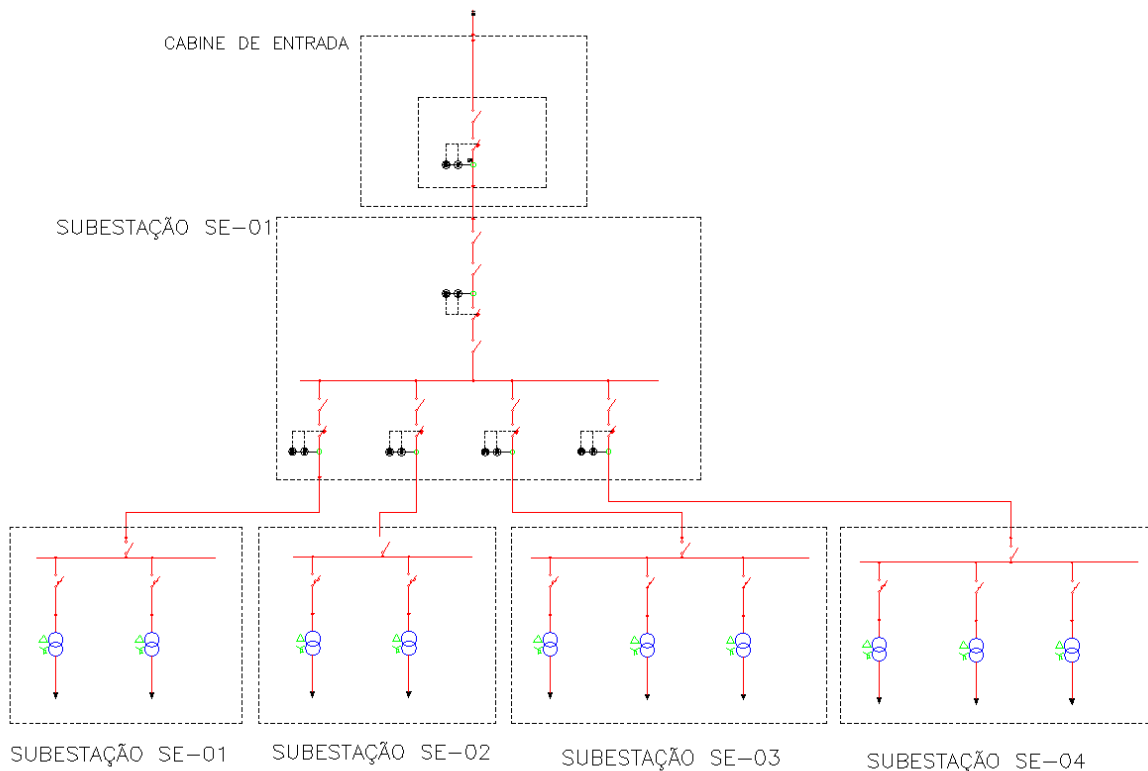 CABINE DE ENTRADA
SUBESTAÇÃO SE-01
SUBESTAÇÃO SE-01
SUBESTAÇÃO SE-02
SUBESTAÇÃO SE-03
SUBESTAÇÃO SE-04